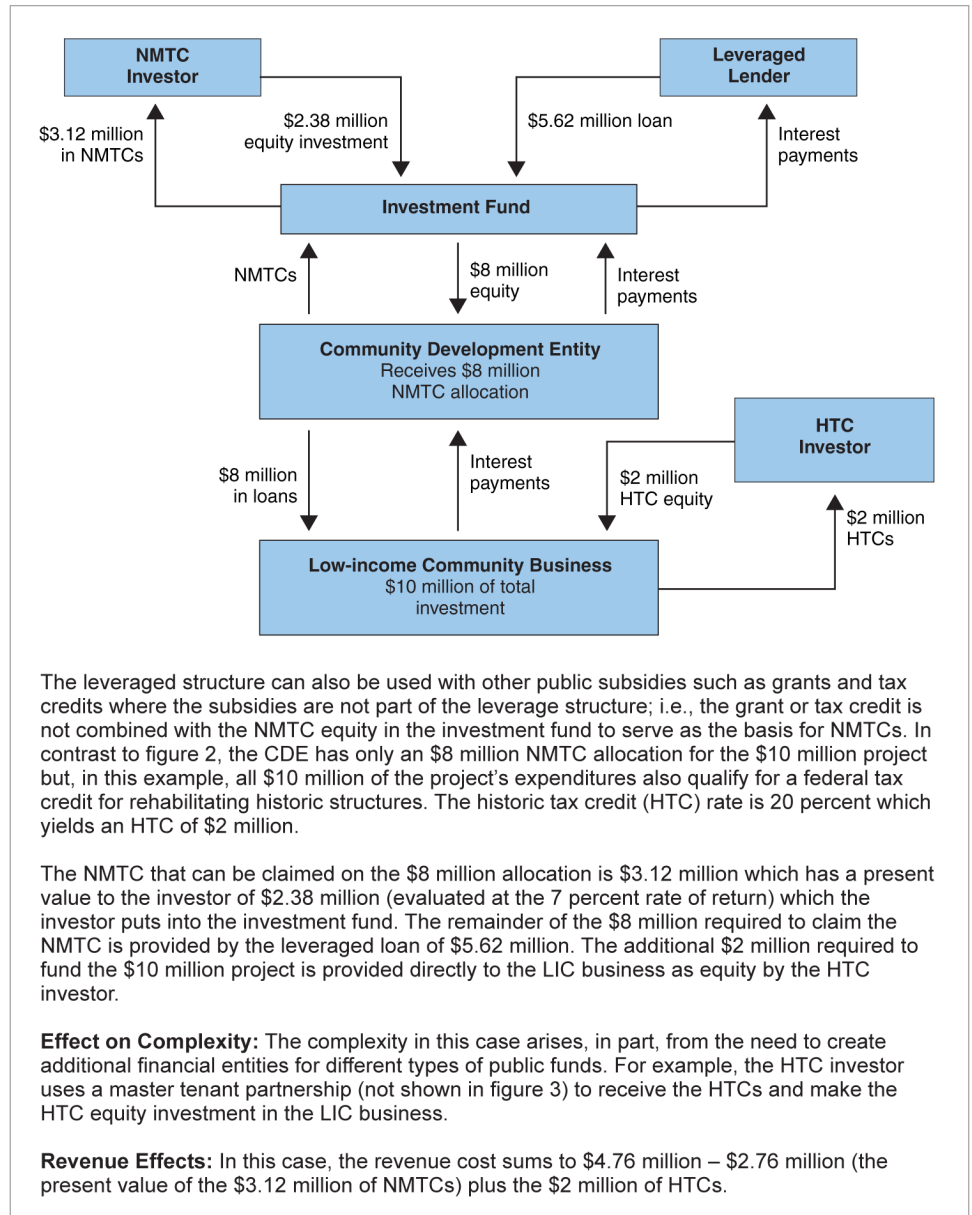 NMTC
Investor
Leveraged
Lender
$3.12 million
in NMTCs
$2.38 million
equity investment
$5.62 million loan
Interest
payments
Investment Fund
NMTCs
$8 million
equity
Interest
payments
Community Development Entity
Receives $8 million
NMTC allocation
HTC
Investor
$8 million
in loans
Interest
payments
$2 million
HTC equity
$2 million
HTCs
Low-income Community Business
$10 million of total
investment
The leveraged structure can also be used with other public subsidies such as grants and tax
credits where the subsidies are not part of the leverage structure; i.e., the grant or tax credit is
not combined with the NMTC equity in the investment fund to serve as the basis for NMTCs. In
contrast to figure 2, the CDE has only an $8 million NMTC allocation for the $10 million project
but, in this example, all $10 million of the project's expenditures also qualify for a federal tax
credit for rehabilitating historic structures. The historic tax credit (HTC) rate is 20 percent which
yields an HTC of $2 million.
The NMTC that can be claimed on the $8 million allocation is $3.12 million which has a present
value to the investor of $2.38 million (evaluated at the 7 percent rate of return) which the
investor puts into the investment fund. The remainder of the $8 million required to claim the
NMTC is provided by the leveraged loan of $5.62 million. The additional $2 million required to
fund the $10 million project is provided directly to the LIC business as equity by the HTC
investor.
Effect on Complexity: The complexity in this case arises, in part, from the need to create
additional financial entities for different types of public funds. For example, the HTC investor
uses a master tenant partnership (not shown in figure 3) to receive the HTCs and make the
HTC equity investment in the LIC business.
Revenue Effects: In this case, the revenue cost sums to $4.76 million – $2.76 million (the
present value of the $3.12 million of NMTCs) plus the $2 million of HTCs.